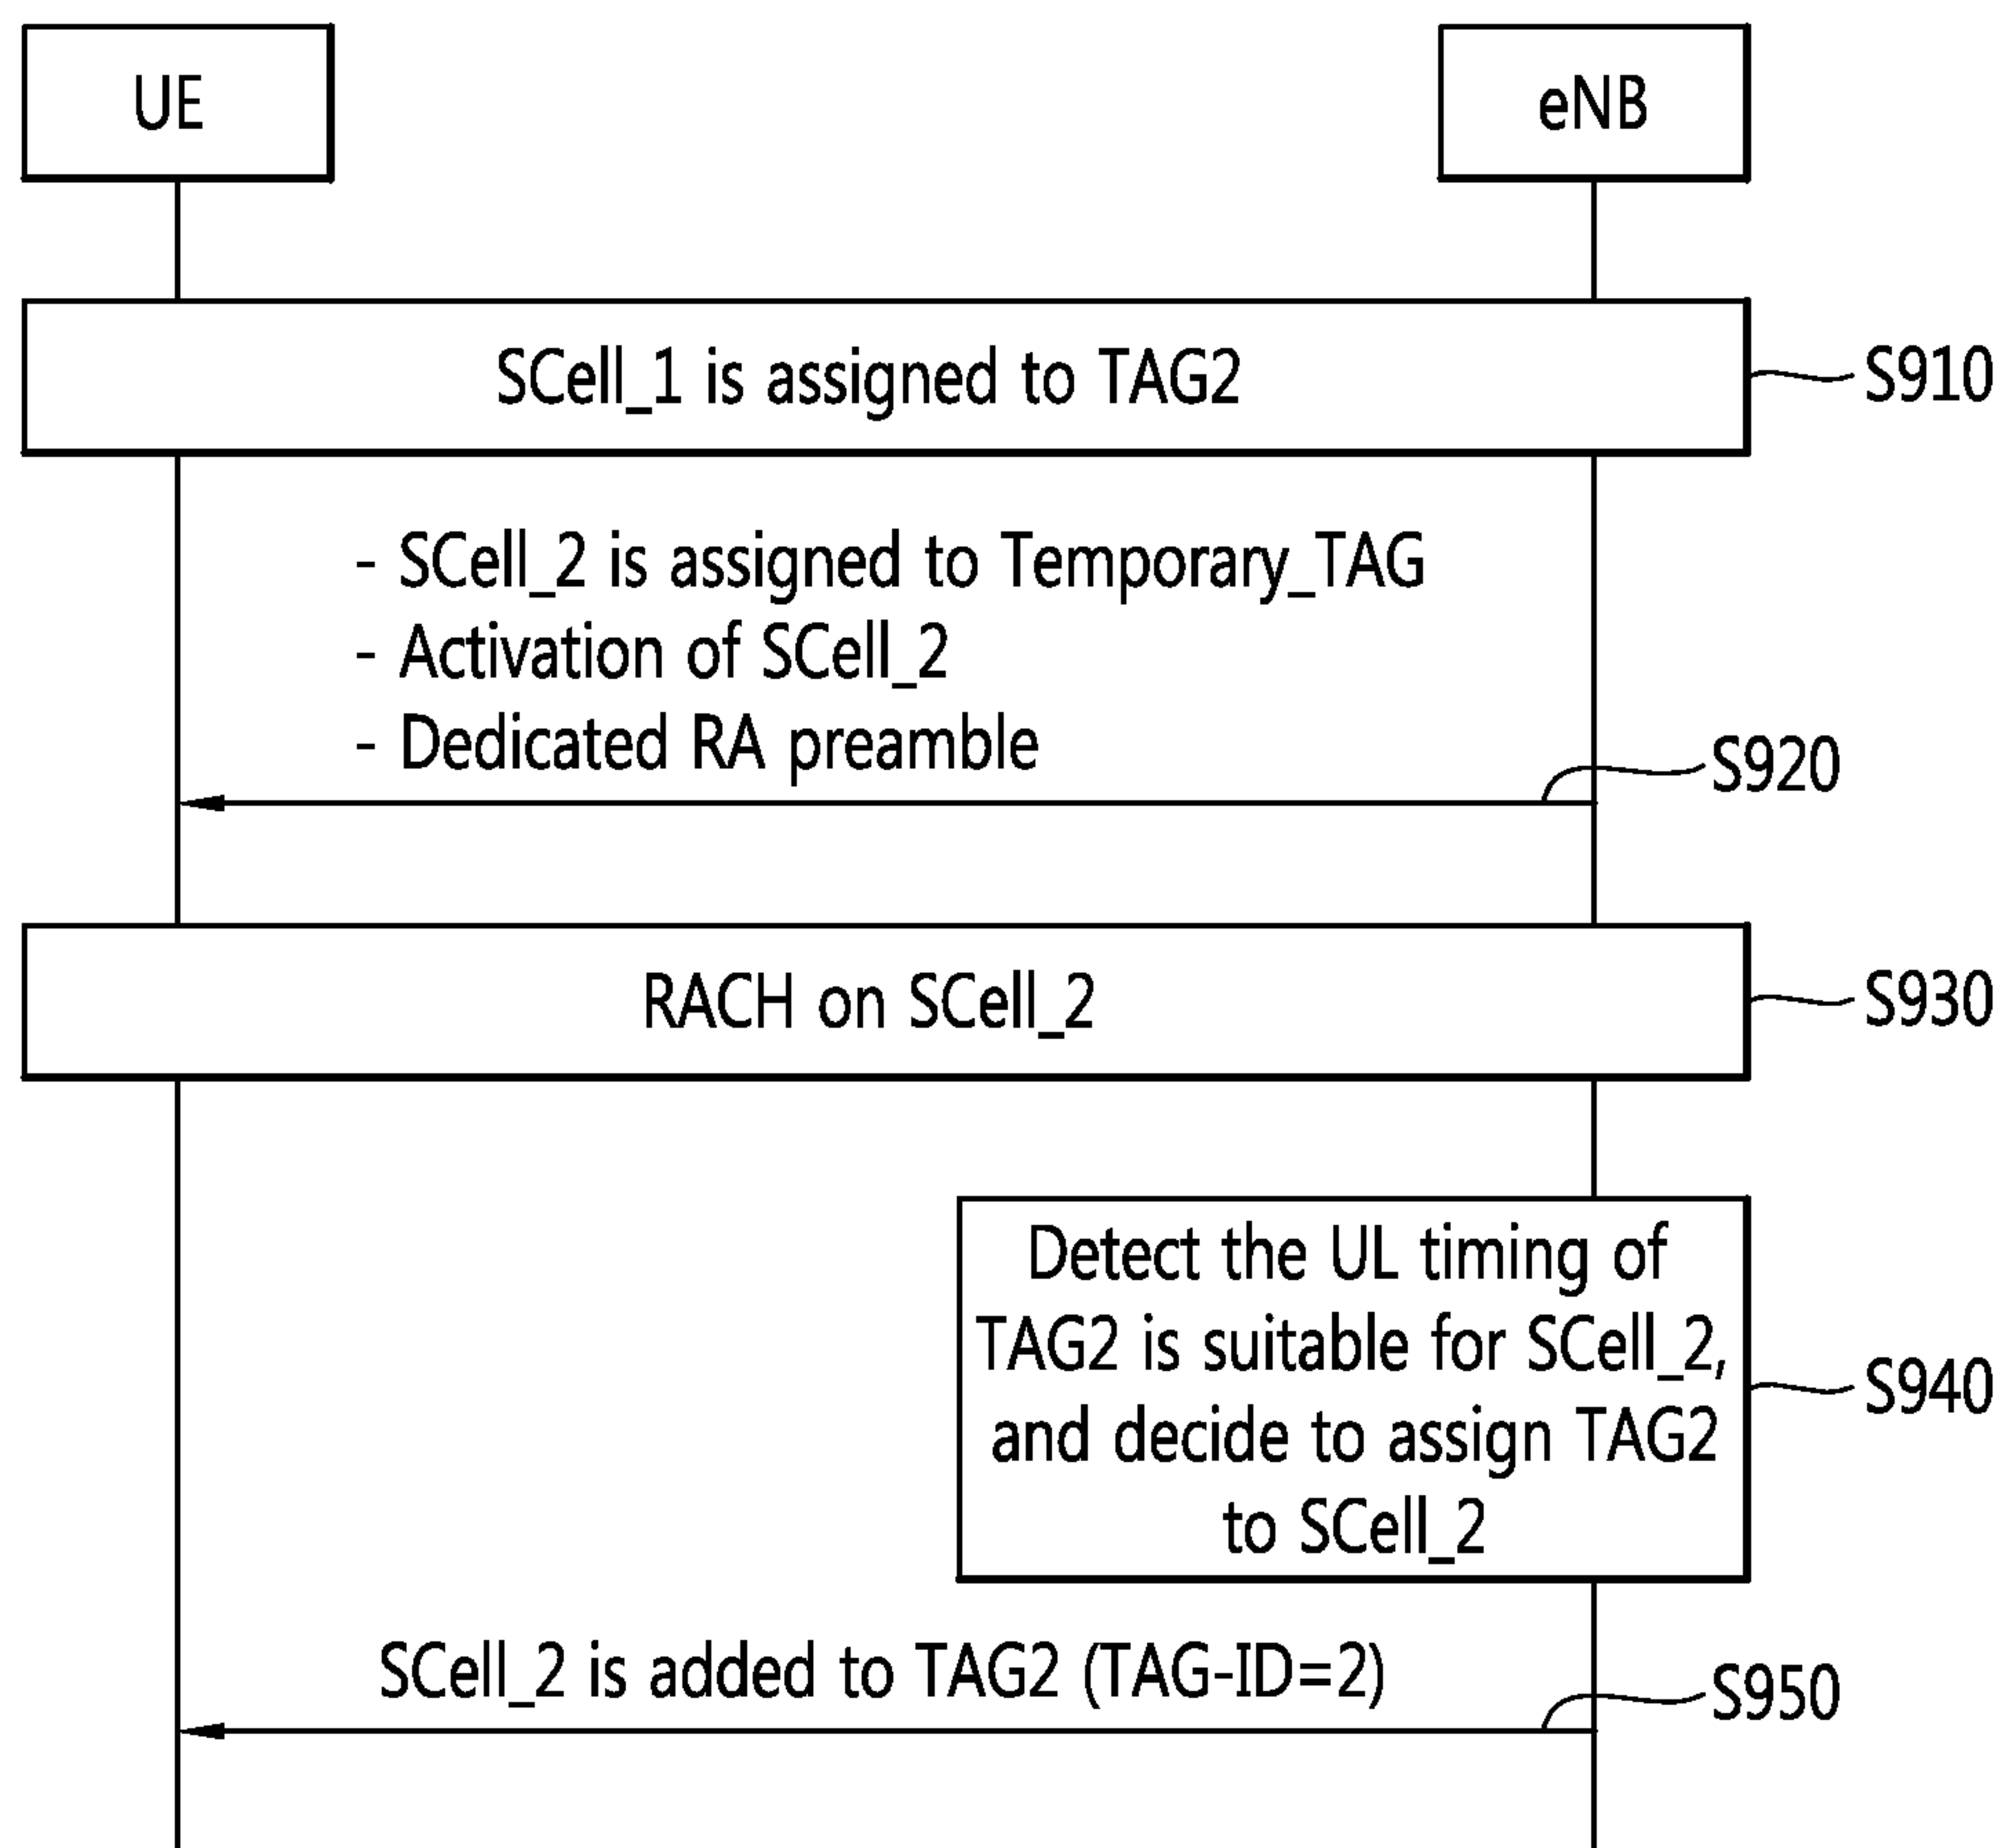 UE
eNB
SCell_1 is assigned to TAG2
S910
- SCell_2 is assigned to Temporary_TAG
- Activation of SCell_2
- Dedicated RA preamble
S920
RACH on SCell_2
S930
Detect the UL timing of
TAG2 is suitable for SCell_2,
and decide to assign TAG2
to SCell_2
S940
SCell_2 is added to TAG2 (TAG-ID=2)
S950